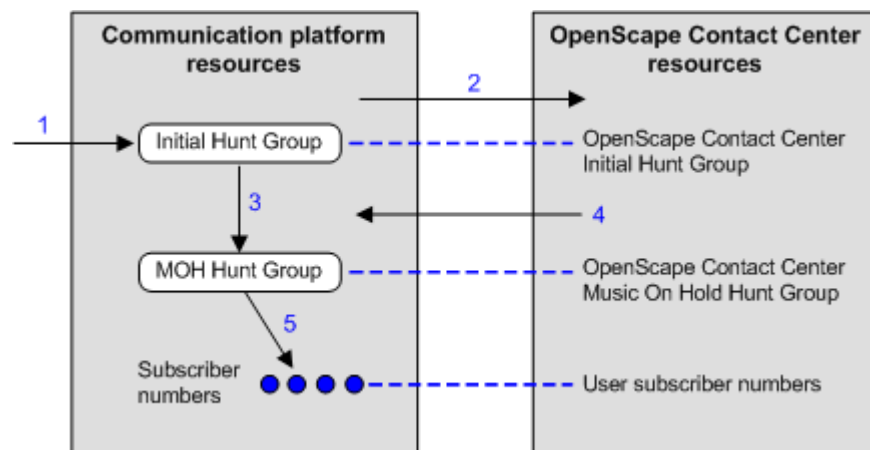 Communication platform
resources
OpenScape Contact Center
resources
2
1
Initial Hunt Group
OpenScape Contact Center
Initial Hunt Group
3
4
MOH Hunt Group
OpenScape Contact Center
Music On Hold Hunt Group
5
Subscriber
numbers
User subscriber numbers